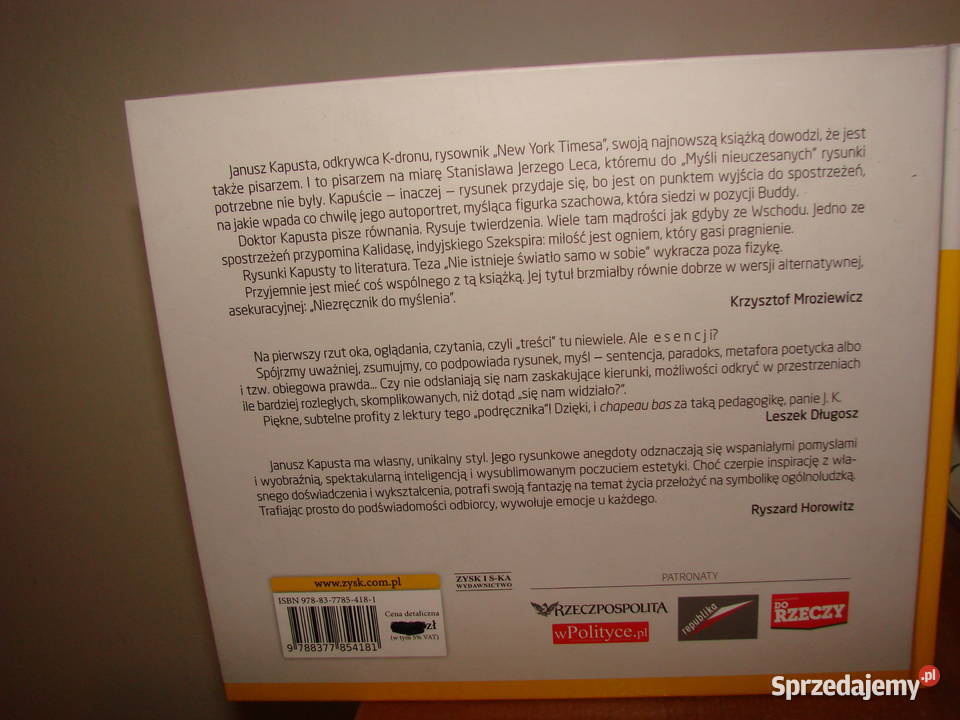 Janusz Kapusta, odkrywca K-dronu, rysownik „New York Timesa”, swoją najnowszą książką dowodzi, że jest
także pisarzem. I to pisarzem na miarę Stanisława Jerzego Leca, któremu do „Myśli nieuczesanych” rysunki
potrzebne nie były. Kapuście – inaczej – rysunek przydaje się, bo jest on punktem wyjścia do spostrzeżeń,
na jakie wpada co chwilę jego autoportret, myśląca figurka szachowa, która siedzi w pozycji Buddy.
Doktor Kapusta pisze równania. Rysuje twierdzenia. Wiele tam mądrości jak gdyby ze Wschodu. Jedno ze
spostrzeżeń przypomina Kalidasę, indyjskiego Szekspira: miłość jest ogniem, który gasi pragnienie.
Rysunki Kapusty to literatura. Teza „Nie istnieje światło samo w sobie” wykracza poza fizykę.
Przyjemnie jest mieć coś wspólnego z tą książką. Jej tytuł brzmiałby równie dobrze w wersji alternatywnej,
asekuracyjnej: „Niezręcznik do myślenia”.
Krzysztof Mroziewicz
Na pierwszy rzut oka, oglądania, czytania, czyli „treści” tu niewiele. Ale e s e n c j i?
Spójrzmy uważniej, zsumujmy, co podpowiada rysunek, myśl – sentencja, paradoks, metafora poetycka albo
i tzw. obiegowa prawda... Czy nie odsłaniają się nam zaskakujące kierunki, możliwości odkryć w przestrzeniach
ile bardziej rozległych, skomplikowanych, niż dotąd „się nam widziało?”.
Piękne, subtelne profity z lektury tego „podręcznika”! Dzięki, i chapeau bas za taką pedagogikę, panie J. K.
Leszek Długosz
Janusz Kapusta ma własny, unikalny styl. Jego rysunkowe anegdoty odznaczają się wspaniałymi pomysłami
i wyobraźnią, spektakularną inteligencją i wysublimowanym poczuciem estetyki. Choć czerpie inspirację z wła-
snego doświadczenia i wykształcenia, potrafi swoją fantazję na temat życia przełożyć na symbolikę ogólnoludzką.
Trafiając prosto do podświadomości odbiorcy, wywołuje emocje u każdego.
Ryszard Horowitz
www.zysk.com.pl
ISBN 978-83-7785-418-1
9 788377 854181
Cena detaliczna
zł
(w tym 5% VAT)
ZYSK I S-KA
WYDAWNICTWO
PATRONATY
RZECZPOSPOLITA
wPolityce.pl
republika
DO
RZECZY
Sprzedajemy.pl